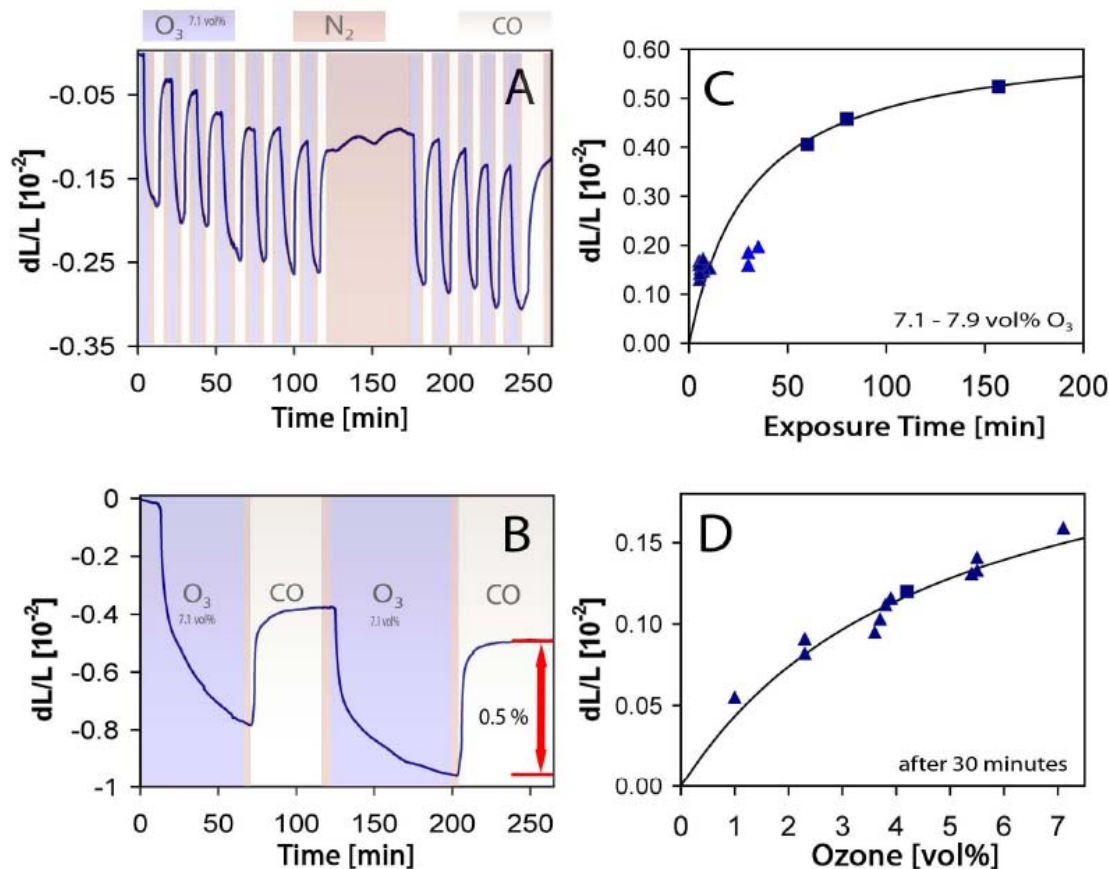 O3 7.1 vol% N2 CO
A
-0.05
-0.15
-0.25
-0.35
dL/L [10-2]
0 50 100 150 200 250
Time [min]
C
0.60
0.50
0.40
0.30
0.20
0.10
0.00
dL/L [10-2]
7.1 - 7.9 vol% O3
0 50 100 150 200
Exposure Time [min]
B
0
-0.2
-0.4
-0.6
-0.8
-1
dL/L [10-2]
O3 CO O3 CO
7.1 vol% 7.1 vol%
0.5 %
0 50 100 150 200 250
Time [min]
D
0.15
0.10
0.05
0.00
dL/L [10-2]
after 30 minutes
0 1 2 3 4 5 6 7
Ozone [vol%]